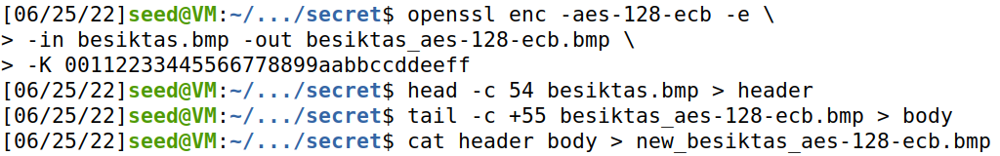 [06/25/22]seed@VM:~/.../secret$ openssl enc -aes-128-ecb -e \
> -in besiktas.bmp -out besiktas_aes-128-ecb.bmp \
> -K 00112233445566778899aabbccddeeff
[06/25/22]seed@VM:~/.../secret$ head -c 54 besiktas.bmp > header
[06/25/22]seed@VM:~/.../secret$ tail -c +55 besiktas_aes-128-ecb.bmp > body
[06/25/22]seed@VM:~/.../secret$ cat header body > new_besiktas_aes-128-ecb.bmp